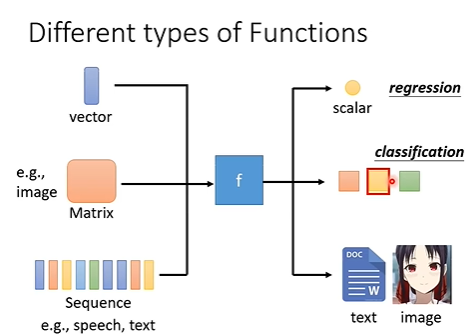 Different types of Functions
vector
e.g.,
image
Matrix
Sequence
e.g., speech, text
f
scalar
regression
classification
DOC
W
text
image